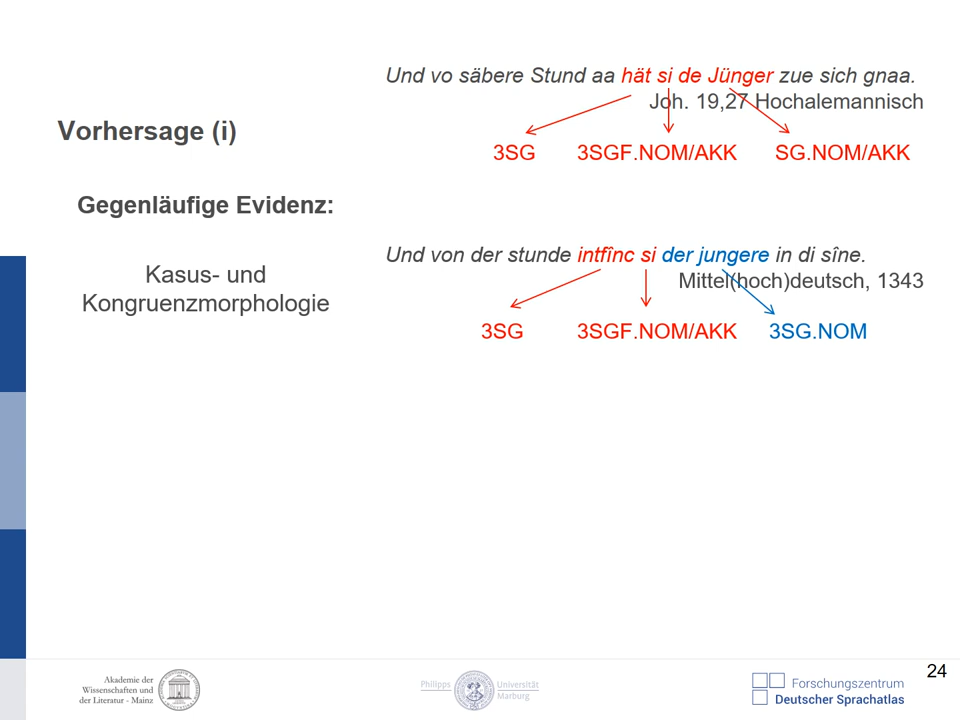 Und vo säbere Stund aa hät si de Jünger zue sich gnaa.
Joh. 19,27 Hochalemannisch
Vorhersage (i)
3SG 3SGF.NOM/AKK SG.NOM/AKK
Gegenläufige Evidenz:
Und von der stunde intfînc si der jungere in di sîne.
Kasus- und
Mittel(hoch)deutsch, 1343
Kongruenzmorphologie
3SG 3SGF.NOM/AKK 3SG.NOM
24
Akademie der
Wissenschaften und
der Literatur - Mainz
Philipps Universität
Marburg
Forschungszentrum
Deutscher Sprachatlas